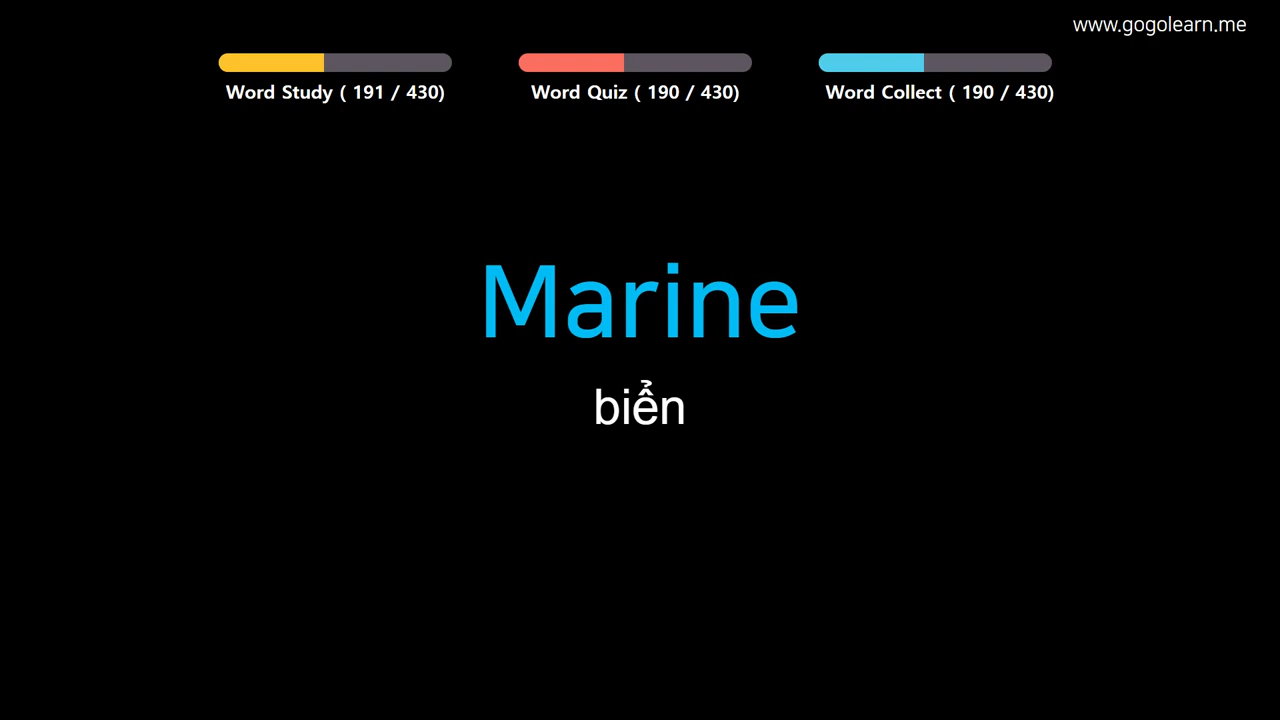 www.gogolearn.me
Word Study ( 191 / 430)
Word Quiz ( 190 / 430)
Word Collect ( 190 / 430)
Marine
biển